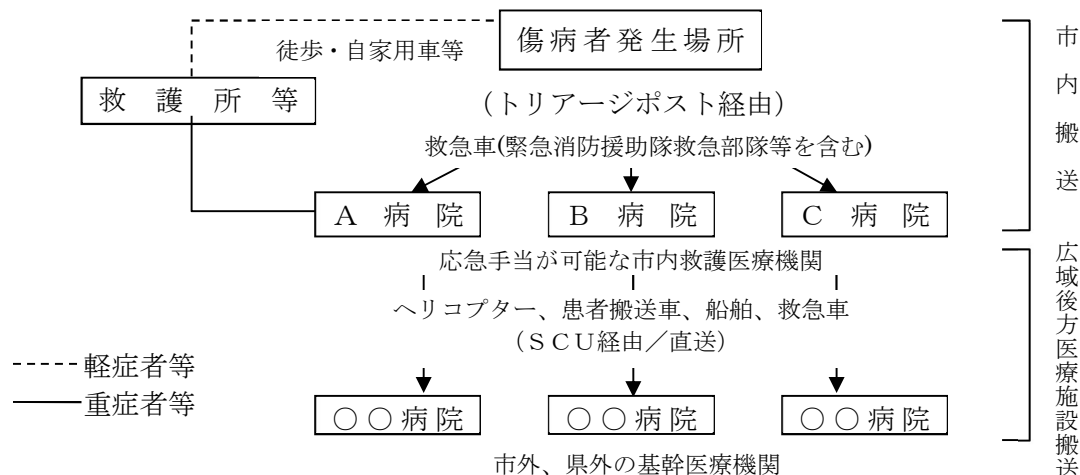 傷病者発生場所
徒歩・自家用車等
救護所等
(トリアージポスト経由)
救急車(緊急消防援助隊救急部隊等を含む)
A病院
B病院
C病院
市内搬送
応急手当が可能な市内救護医療機関
ヘリコプター、患者搬送車、船舶、救急車
(SCU経由/直送)
軽症者等
重症者等
○○病院
○○病院
○○病院
市外、県外の基幹医療機関
広域後方医療施設搬送